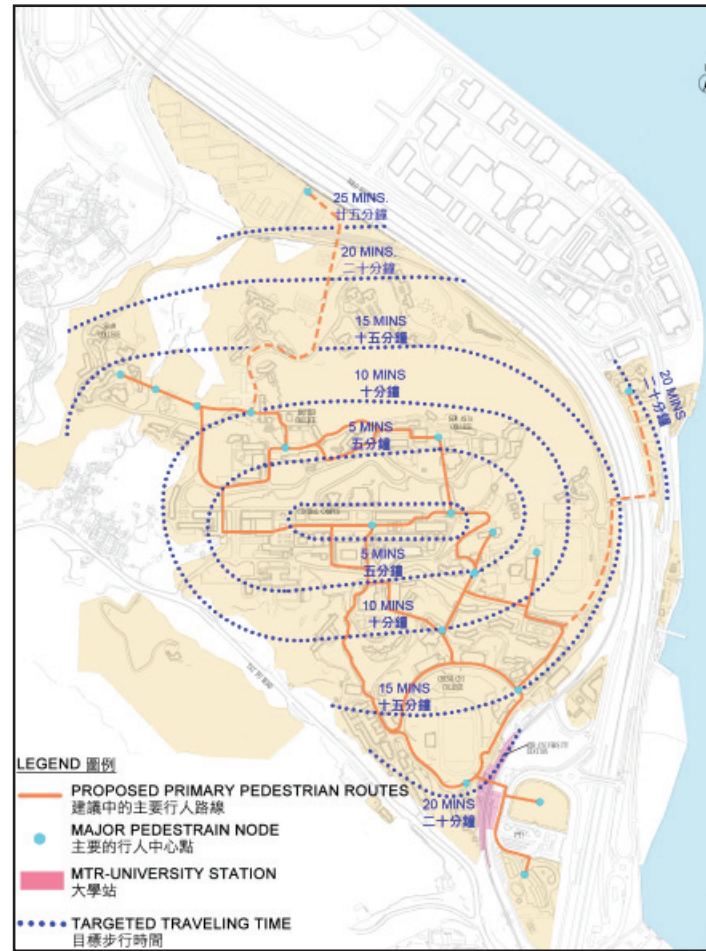 25 MINS.
廿五分鐘
20 MINS.
二十分鐘
15 MINS
十五分鐘
10 MINS
十分鐘
5 MINS
五分鐘
20 MINS
二十分鐘
5 MINS
五分鐘
10 MINS
十分鐘
15 MINS
十五分鐘
20 MINS
二十分鐘
LEGEND 圖例
PROPOSED PRIMARY PEDESTRIAN ROUTES
建議中的主要行人路線
MAJOR PEDESTRAIN NODE
主要的行人中心點
MTR-UNIVERSITY STATION
大學站
TARGETED TRAVELING TIME
目標步行時間